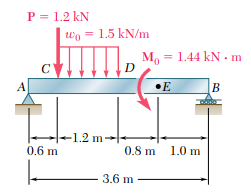 P = 1.2 kN
w₀ = 1.5 kN/m
M₀ = 1.44 kN · m
C
D
A
E
B
1.2 m
0.6 m
0.8 m
1.0 m
3.6 m